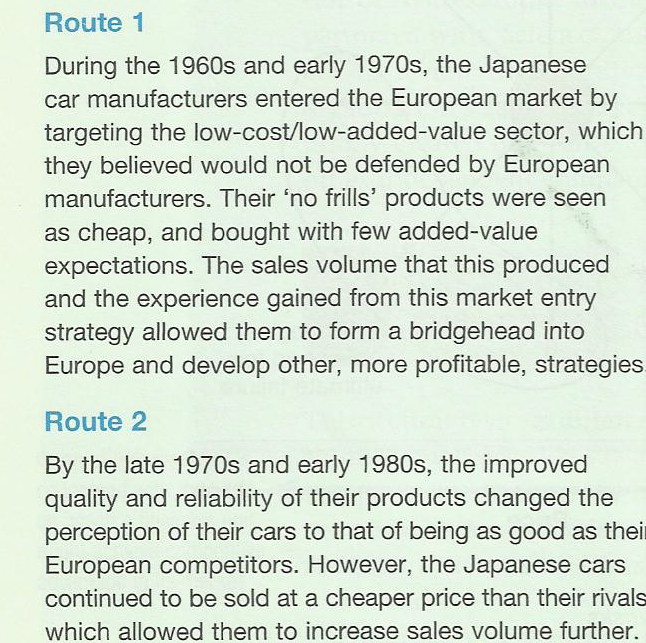 Route 1
During the 1960s and early 1970s, the Japanese
car manufacturers entered the European market by
targeting the low-cost/low-added-value sector, which
they believed would not be defended by European
manufacturers. Their ‘no frills’ products were seen
as cheap, and bought with few added-value
expectations. The sales volume that this produced
and the experience gained from this market entry
strategy allowed them to form a bridgehead into
Europe and develop other, more profitable, strategies.
Route 2
By the late 1970s and early 1980s, the improved
quality and reliability of their products changed the
perception of their cars to that of being as good as their
European competitors. However, the Japanese cars
continued to be sold at a cheaper price than their rivals
which allowed them to increase sales volume further.